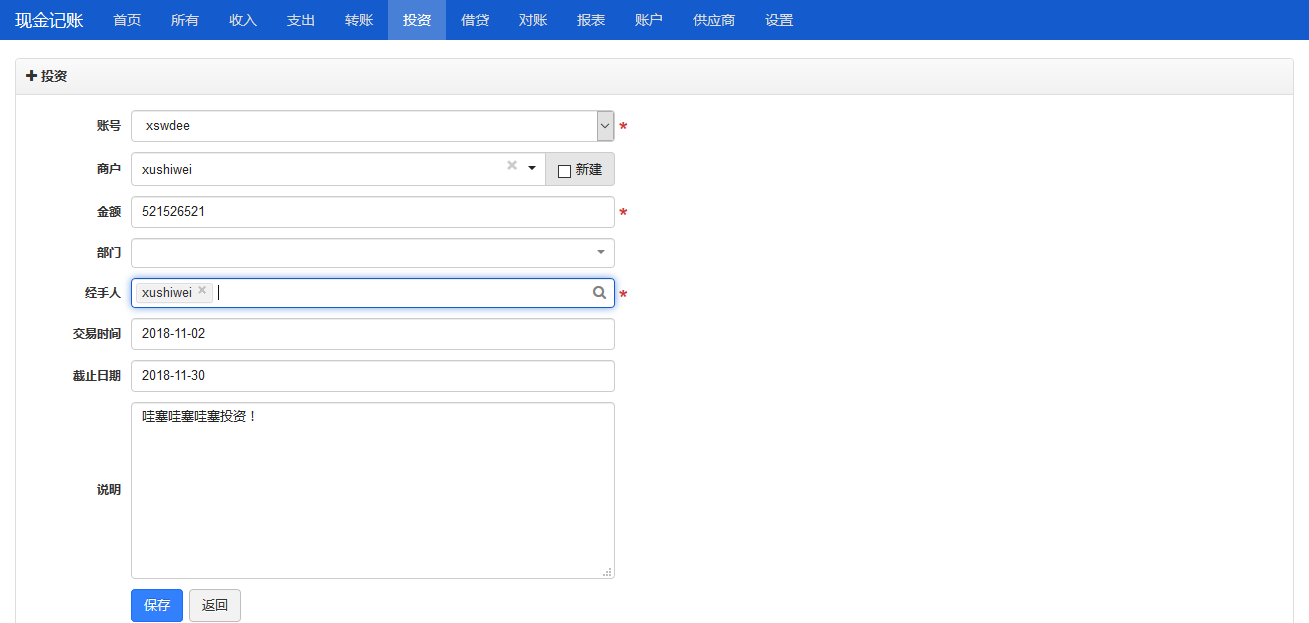 现金记账 首页 所有 收入 支出 转账 投资 借贷 对账 报表 账户 供应商 设置
投资
账号 xswdee *
商户 xushiwei × 新建
金额 521526521 *
部门
经手人 xushiwei × *
交易时间 2018-11-02
截止日期 2018-11-30
哇塞哇塞哇塞投资！
说明
保存 返回